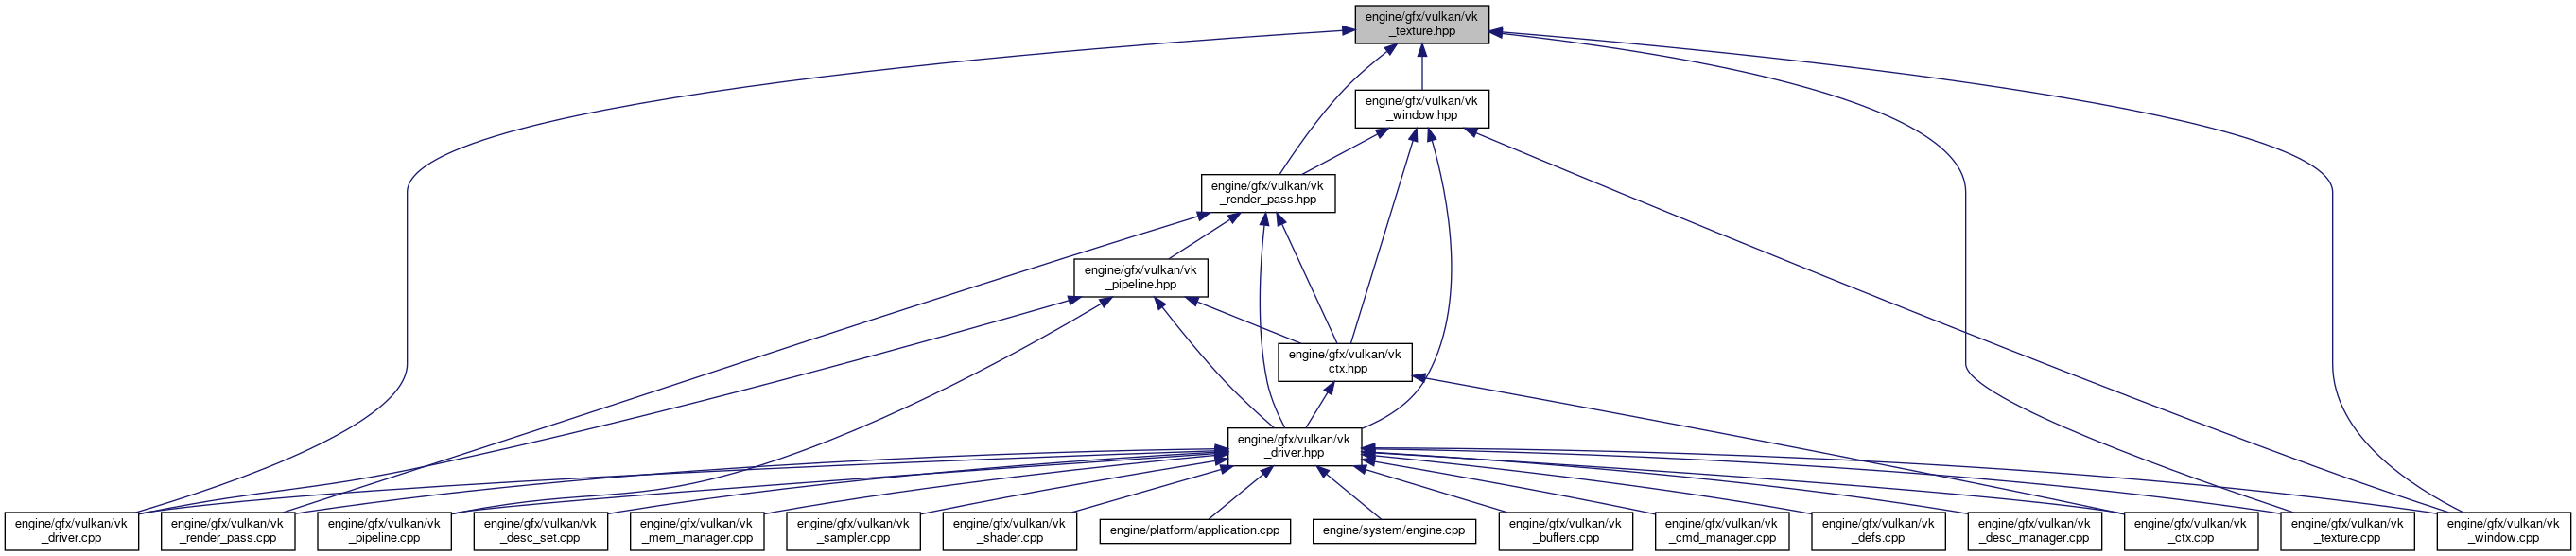 engine/gfx/vulkan/vk
_texture.hpp
engine/gfx/vulkan/vk
_window.hpp
engine/gfx/vulkan/vk
_render_pass.hpp
engine/gfx/vulkan/vk
_pipeline.hpp
engine/gfx/vulkan/vk
_ctx.hpp
engine/gfx/vulkan/vk
_driver.hpp
engine/gfx/vulkan/vk
_driver.cpp
engine/gfx/vulkan/vk
_render_pass.cpp
engine/gfx/vulkan/vk
_pipeline.cpp
engine/gfx/vulkan/vk
_desc_set.cpp
engine/gfx/vulkan/vk
_mem_manager.cpp
engine/gfx/vulkan/vk
_sampler.cpp
engine/gfx/vulkan/vk
_shader.cpp
engine/platform/application.cpp
engine/system/engine.cpp
engine/gfx/vulkan/vk
_buffers.cpp
engine/gfx/vulkan/vk
_cmd_manager.cpp
engine/gfx/vulkan/vk
_defs.cpp
engine/gfx/vulkan/vk
_desc_manager.cpp
engine/gfx/vulkan/vk
_ctx.cpp
engine/gfx/vulkan/vk
_texture.cpp
engine/gfx/vulkan/vk
_window.cpp